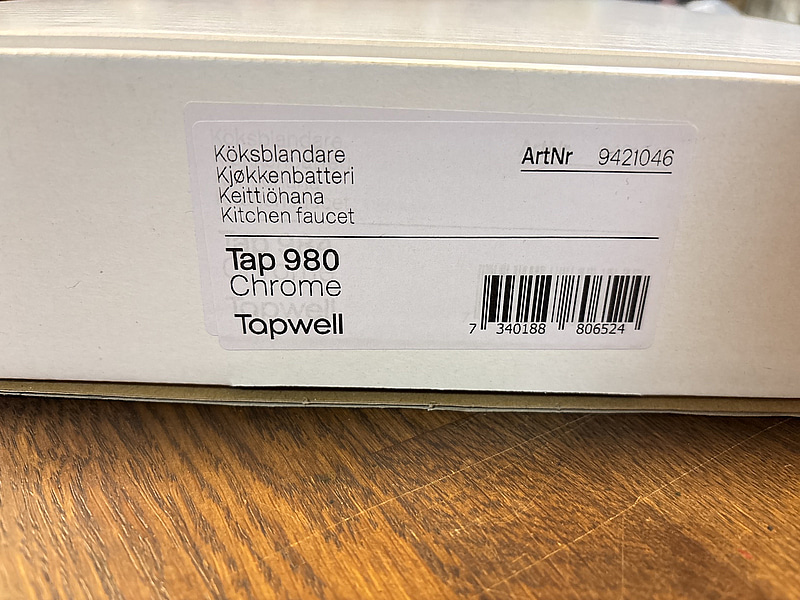 Köksblandare
Kjøkkenbatteri
Keittiöhana
Kitchen faucet
ArtNr 9421046
Tap 980
Chrome
Tapwell
7 340188 806524